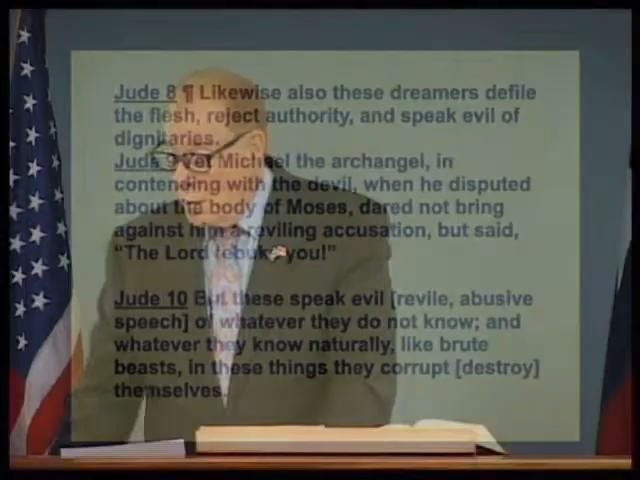 Jude 8 ¶ Likewise also these dreamers defile
the flesh, reject authority, and speak evil of
dignitaries.
Jude 9 Yet Michael the archangel, in
contending with the devil, when he disputed
about the body of Moses, dared not bring
against him a reviling accusation, but said,
“The Lord rebuke you!”
Jude 10 But these speak evil [revile, abusive
speech] of whatever they do not know; and
whatever they know naturally, like brute
beasts, in these things they corrupt [destroy]
themselves.